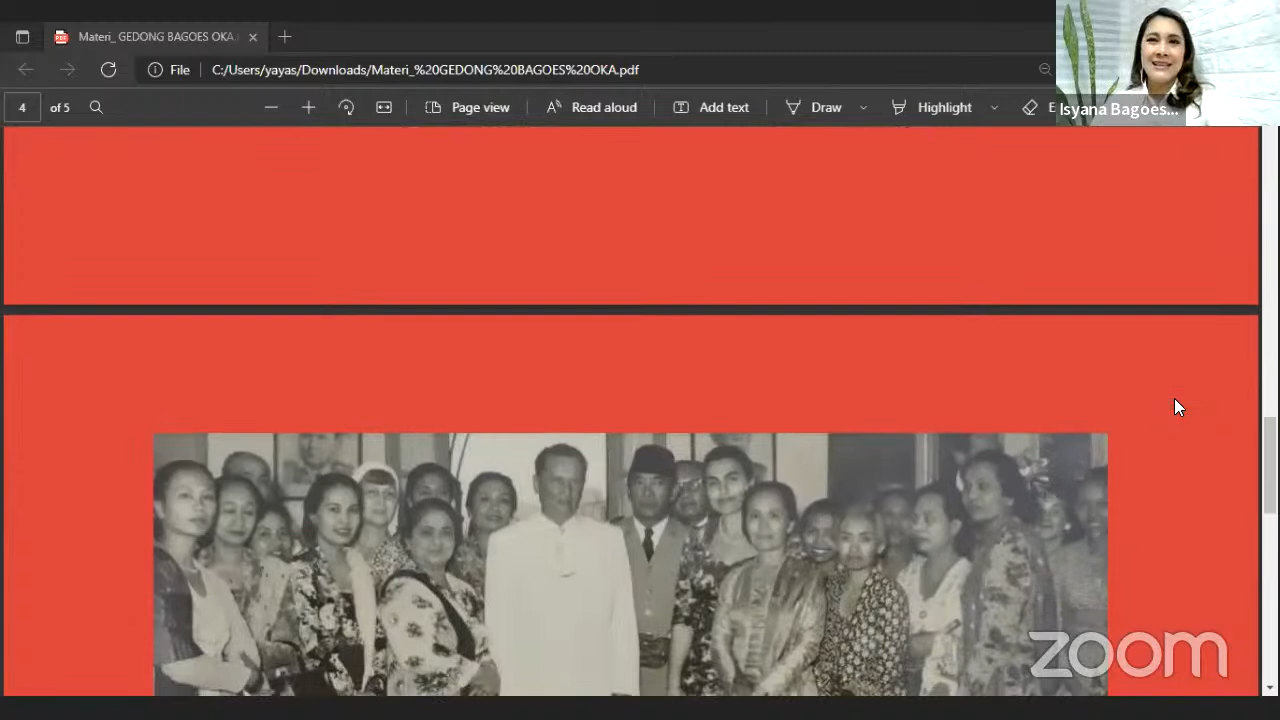 Materi_ GEDONG BAGOES OKA
File C:/Users/yayas/Downloads/Materi_%20GEDONG%20BAGOES%20OKA.pdf
4 of 5 Page view Read aloud Add text Draw Highlight E
Isyana Bagoes...
zoom